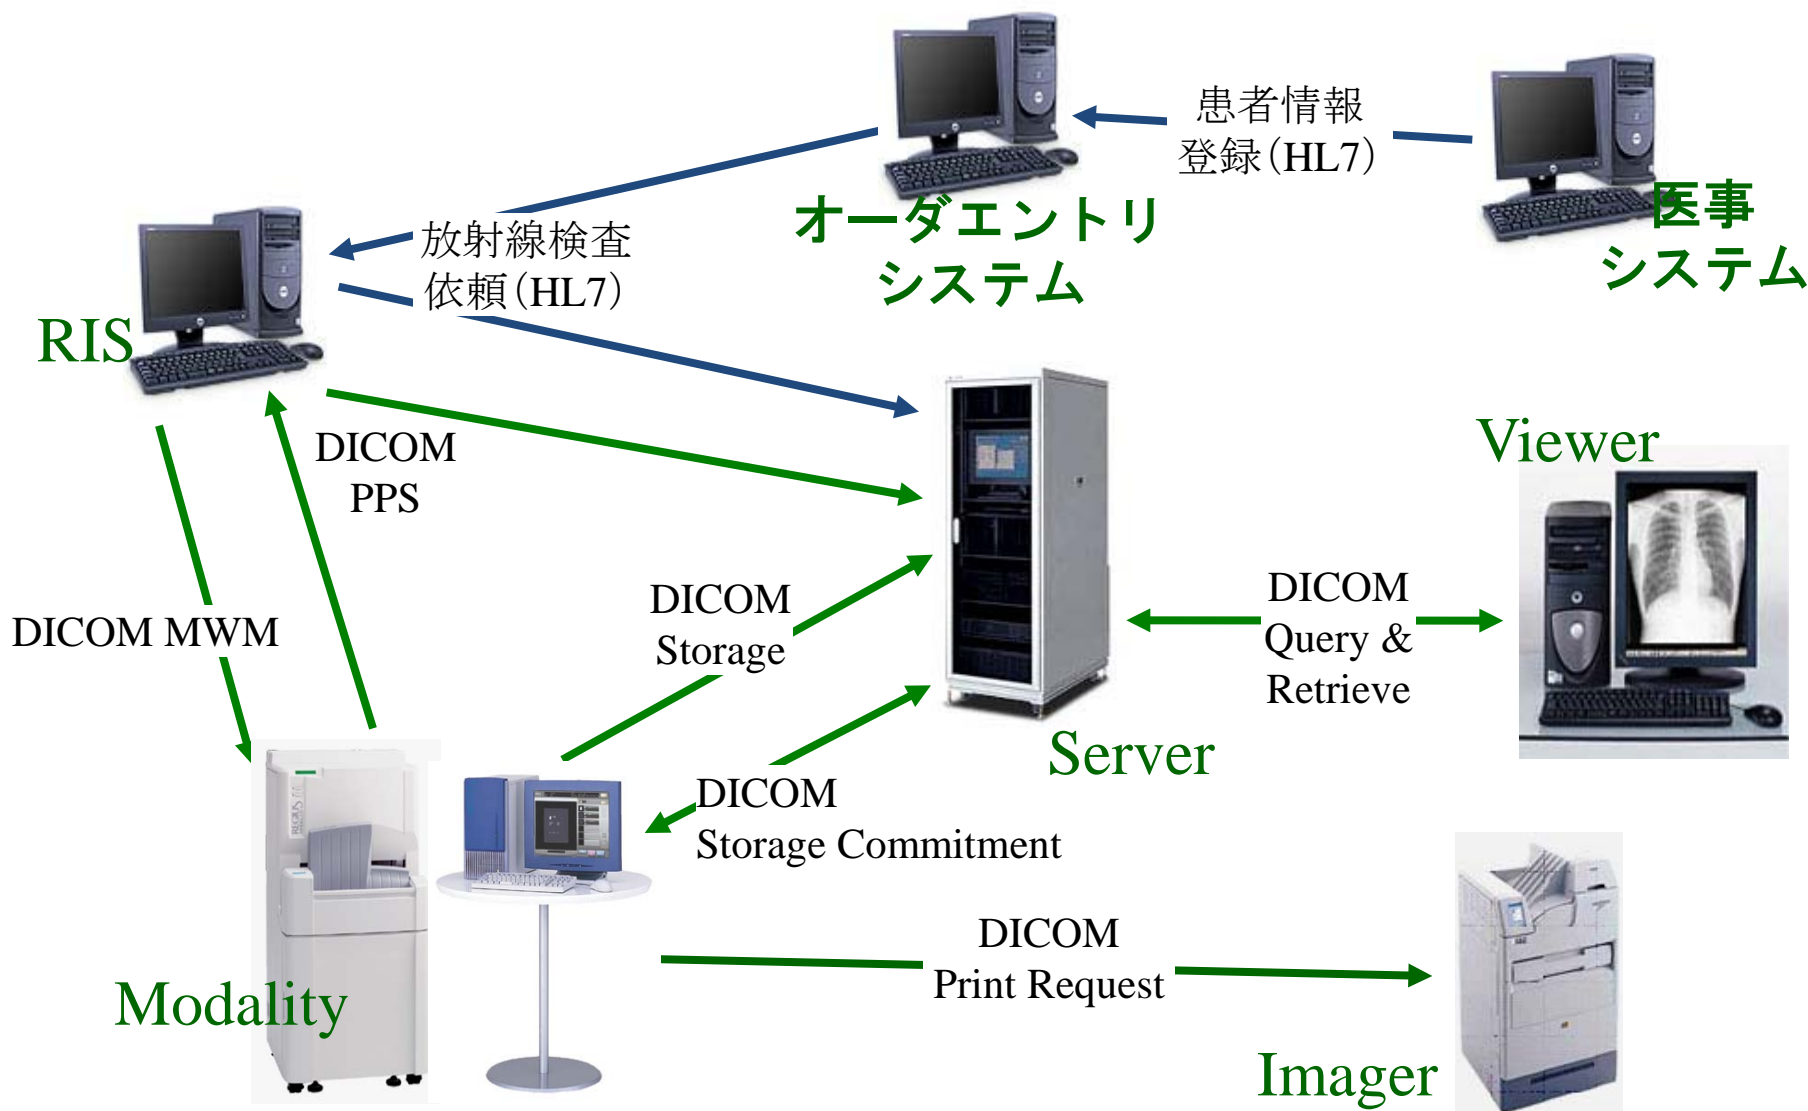 患者情報
登録(HL7)
オーダエントリ
システム
医事
システム
放射線検査
依頼(HL7)
RIS
DICOM
PPS
DICOM MWM
DICOM
Storage
DICOM
Storage Commitment
Server
Viewer
DICOM
Query &
Retrieve
DICOM
Print Request
Modality
Imager
REGIUS